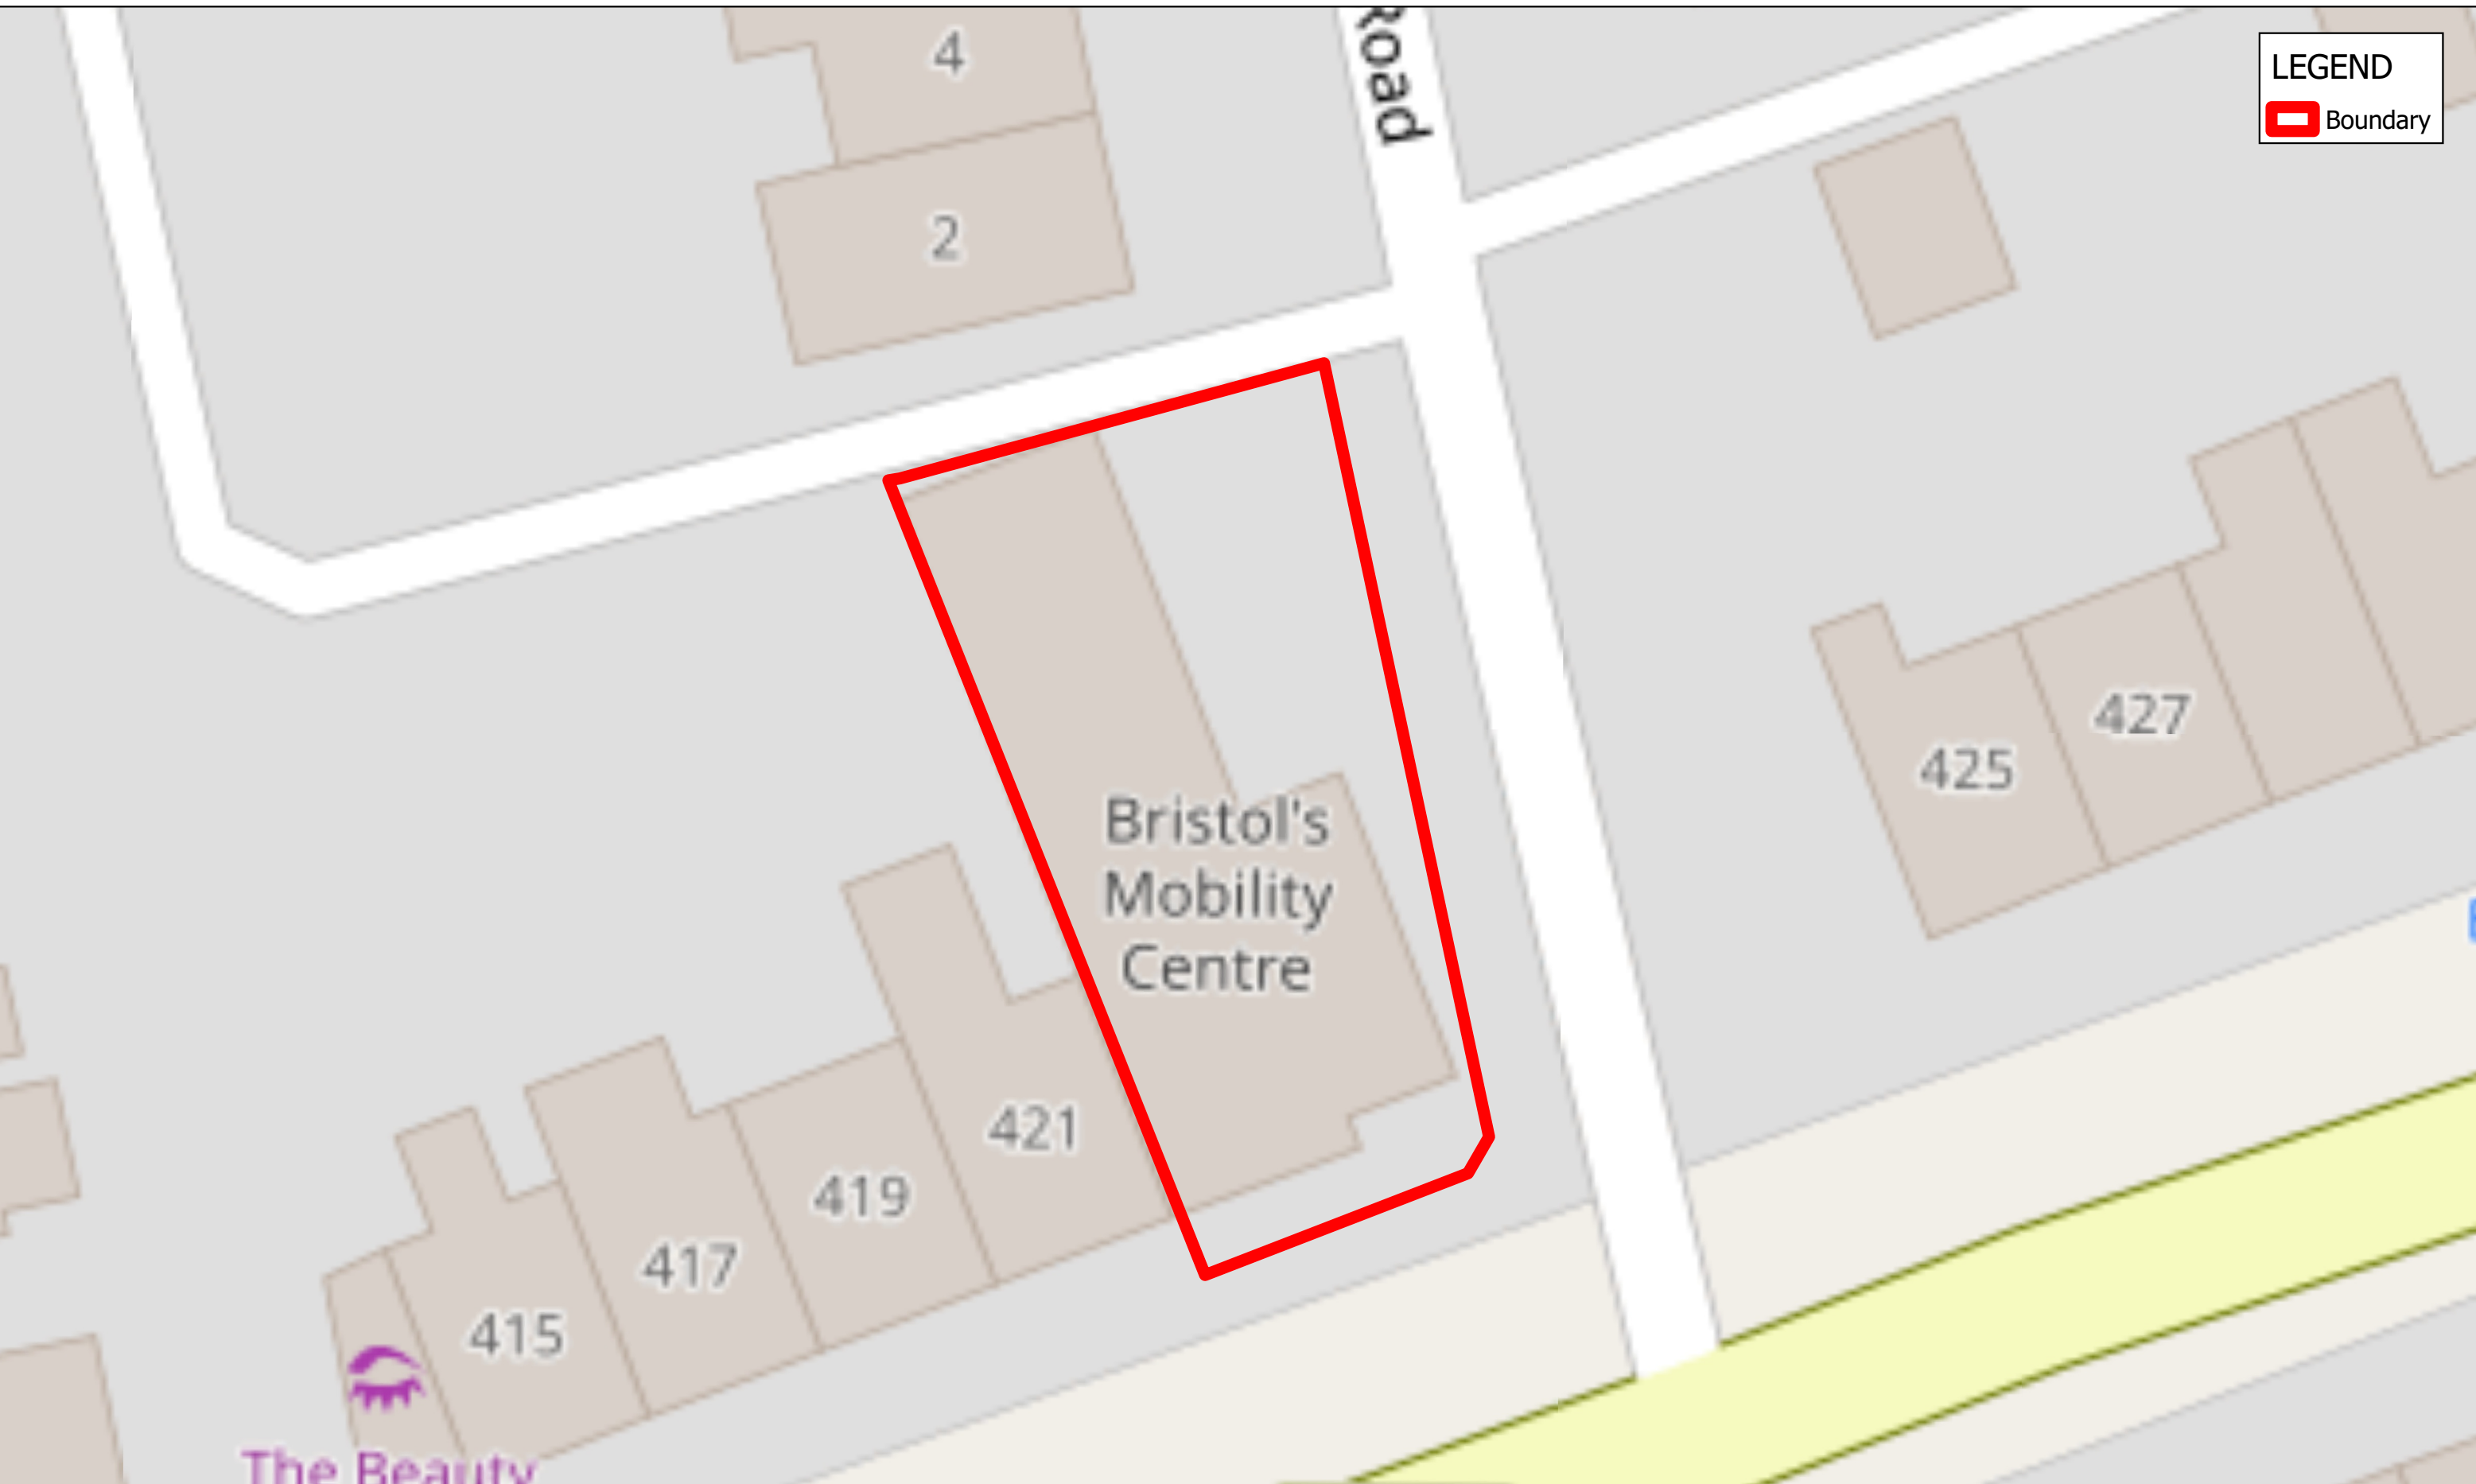 4
Road
LEGEND
Boundary
2
427
425
Bristol's
Mobility
Centre
421
419
417
415
The Beauty